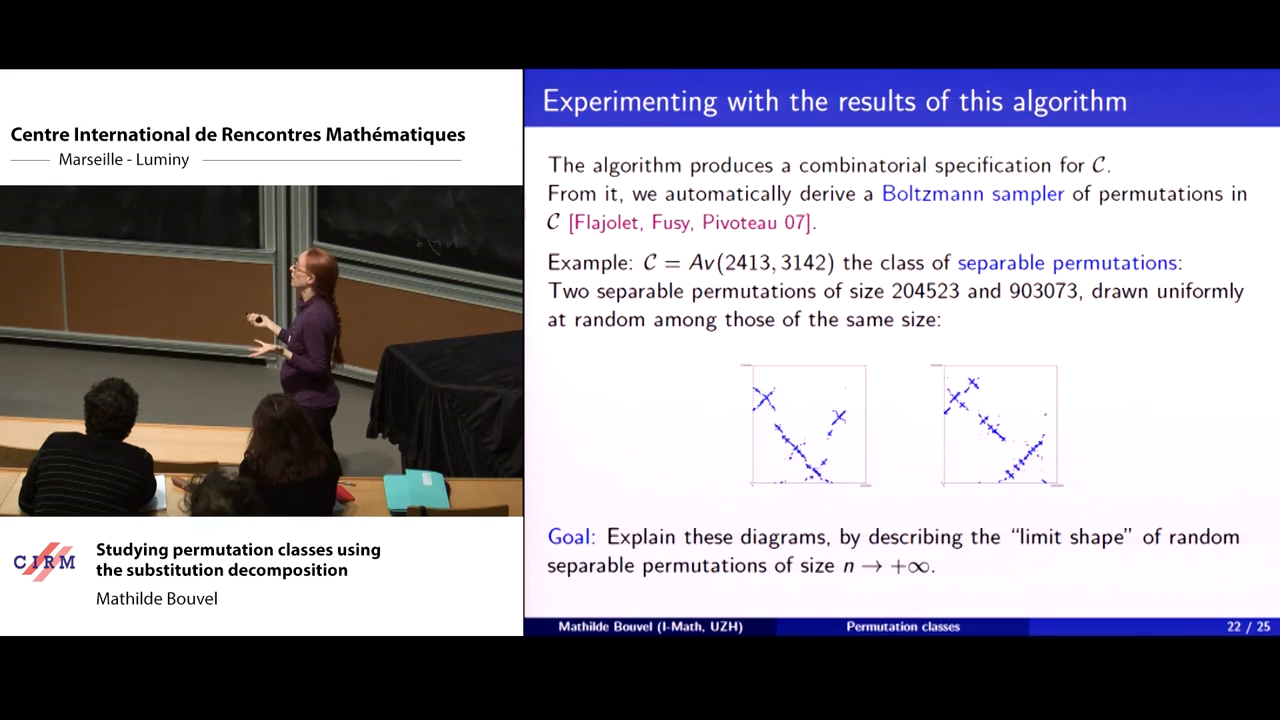 Centre International de Rencontres Mathématiques
Marseille - Luminy
CIRM
Studying permutation classes using
the substitution decomposition
Mathilde Bouvel
Experimenting with the results of this algorithm
The algorithm produces a combinatorial specification for 𝒞.
From it, we automatically derive a Boltzmann sampler of permutations in
𝒞 [Flajolet, Fusy, Pivoteau 07].
Example: 𝒞 = Av(2413, 3142) the class of separable permutations:
Two separable permutations of size 204523 and 903073, drawn uniformly
at random among those of the same size:
Goal: Explain these diagrams, by describing the “limit shape” of random
separable permutations of size n → +∞.
Mathilde Bouvel (I-Math, UZH) Permutation classes 22 / 25